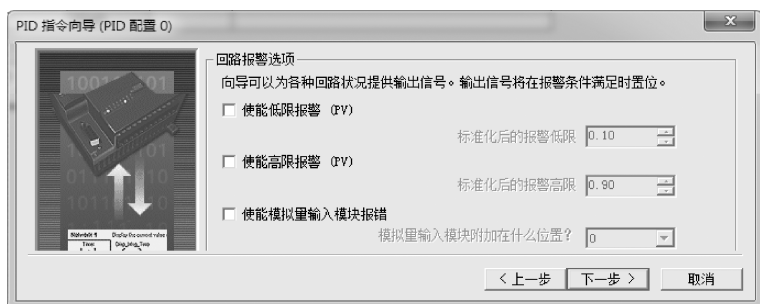 PID 指令向导 (PID 配置 0)
回路报警选项
向导可以为各种回路状况提供输出信号。输出信号将在报警条件满足时置位。
使能低限报警 (PV)
标准化后的报警低限 0.10
使能高限报警 (PV)
标准化后的报警高限 0.90
使能模拟量输入模块报错
模拟量输入模块附加在什么位置? 0
Network 1
<上一步 下一步> 取消